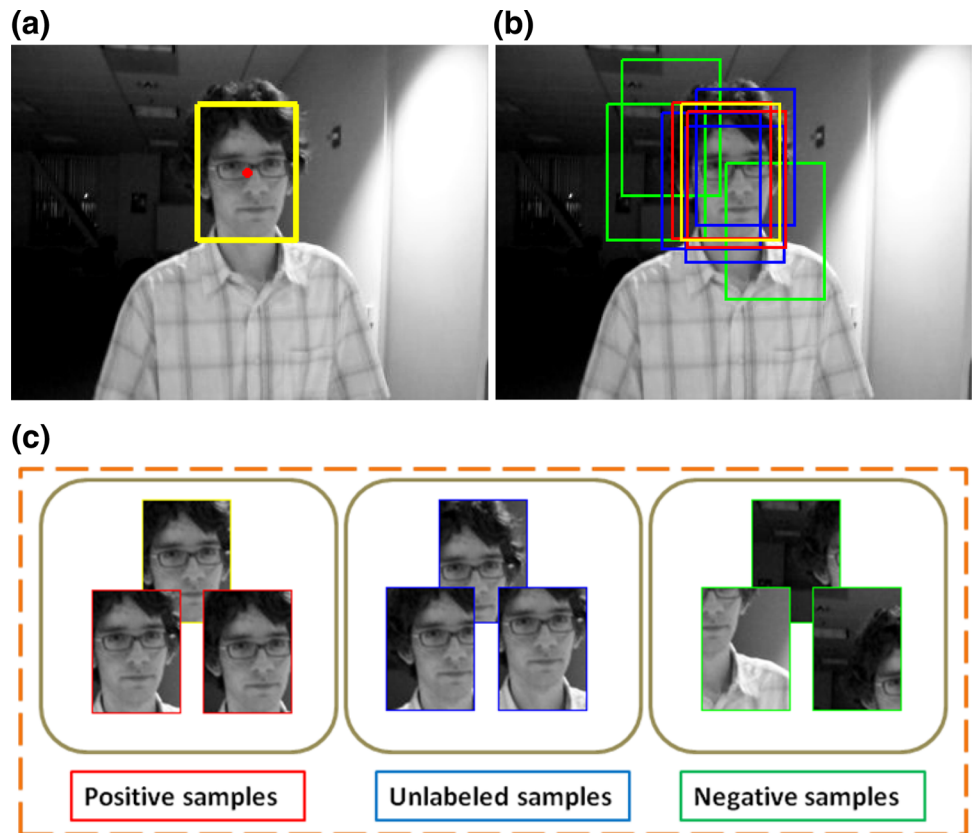 (a)
(b)
(c)
Positive samples
Unlabeled samples
Negative samples